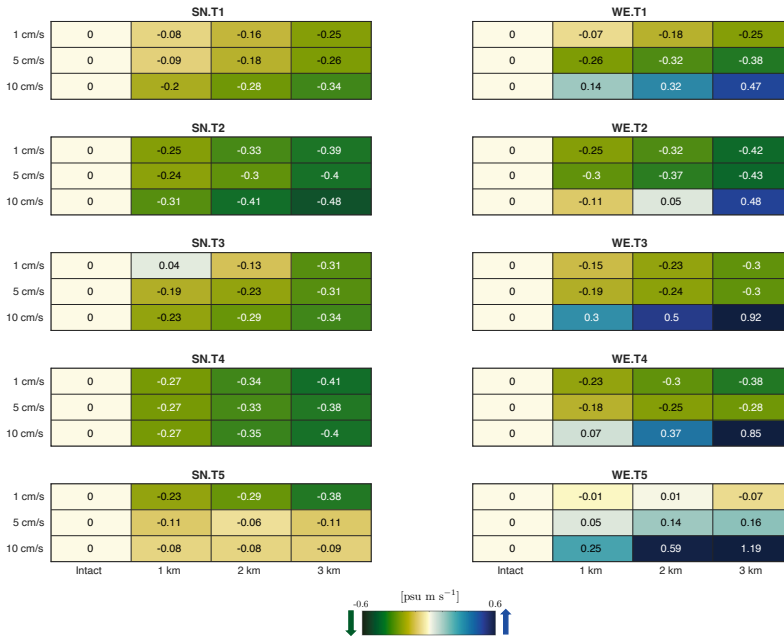 SN.T1
1 cm/s 0 -0.08 -0.16 -0.25
5 cm/s 0 -0.09 -0.18 -0.26
10 cm/s 0 -0.2 -0.28 -0.34
SN.T2
1 cm/s 0 -0.25 -0.33 -0.39
5 cm/s 0 -0.24 -0.3 -0.4
10 cm/s 0 -0.31 -0.41 -0.48
SN.T3
1 cm/s 0 0.04 -0.13 -0.31
5 cm/s 0 -0.19 -0.23 -0.31
10 cm/s 0 -0.23 -0.29 -0.34
SN.T4
1 cm/s 0 -0.27 -0.34 -0.41
5 cm/s 0 -0.27 -0.33 -0.38
10 cm/s 0 -0.27 -0.35 -0.4
SN.T5
1 cm/s 0 -0.23 -0.29 -0.38
5 cm/s 0 -0.11 -0.06 -0.11
10 cm/s 0 -0.08 -0.08 -0.09
Intact 1 km 2 km 3 km
WE.T1
0 -0.07 -0.18 -0.25
0 -0.26 -0.32 -0.38
0 0.14 0.32 0.47
WE.T2
0 -0.25 -0.32 -0.42
0 -0.3 -0.37 -0.43
0 -0.11 0.05 0.48
WE.T3
0 -0.15 -0.23 -0.3
0 -0.19 -0.24 -0.3
0 0.3 0.5 0.92
WE.T4
0 -0.23 -0.3 -0.38
0 -0.18 -0.25 -0.28
0 0.07 0.37 0.85
WE.T5
0 -0.01 0.01 -0.07
0 0.05 0.14 0.16
0 0.25 0.59 1.19
Intact 1 km 2 km 3 km
[psu m s⁻¹]
-0.6 0.6